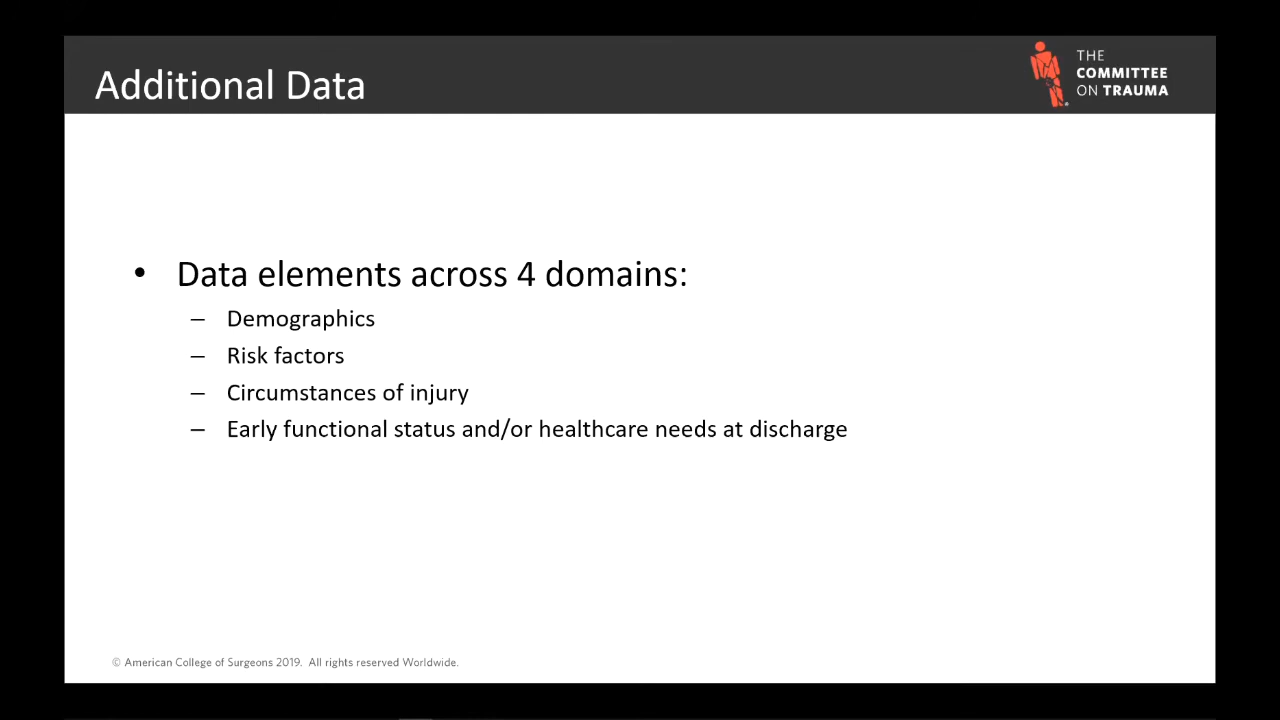 Additional Data
THE
COMMITTEE
ON TRAUMA
• Data elements across 4 domains:
– Demographics
– Risk factors
– Circumstances of injury
– Early functional status and/or healthcare needs at discharge
© American College of Surgeons 2019. All rights reserved Worldwide.